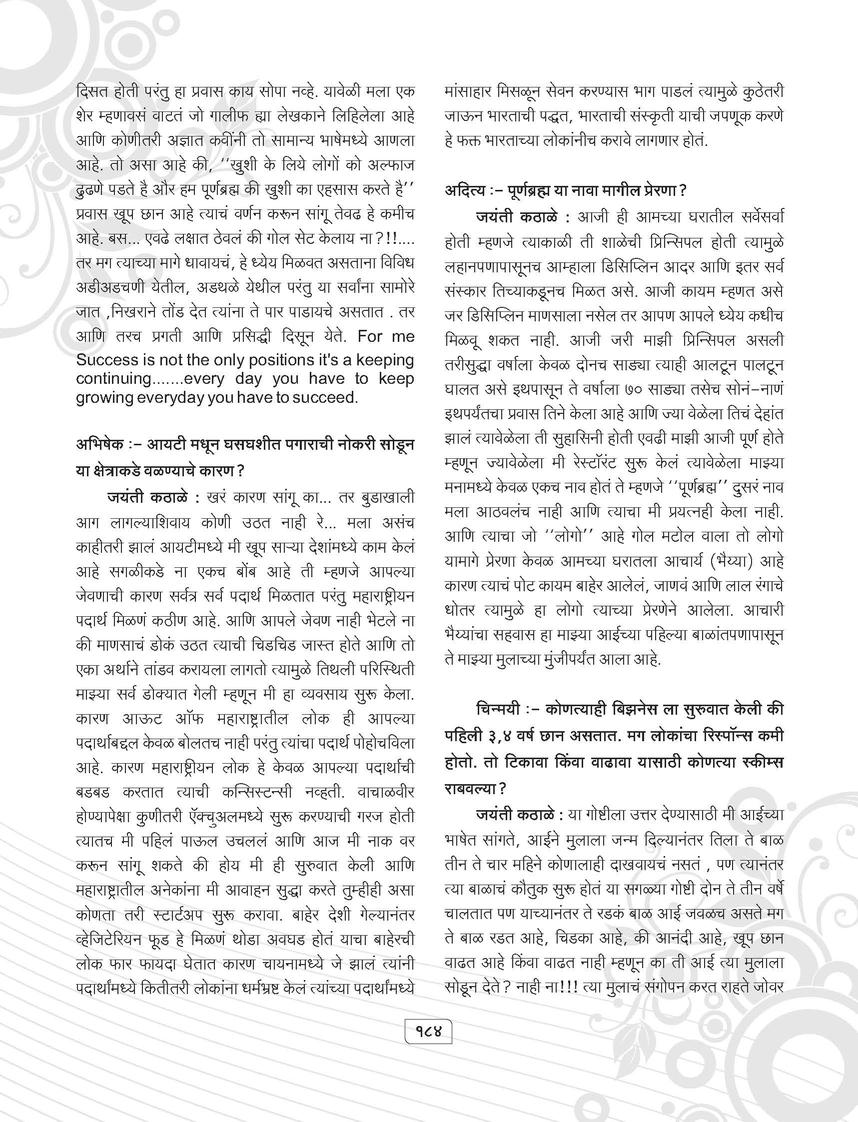 दिसत होती परंतु हा प्रवास काय सोपा नव्हे. यावेळी मला एक
शेर म्हणावसं वाटतं जो गालीफ ह्या लेखकाने लिहिलेला आहे
आणि कोणीतरी अज्ञात कवींनी तो सामान्य भाषेमध्ये आणला
आहे. तो असा आहे की, ‘‘खुशी के लिये लोगों को अल्फाज
ढुढणे पडते है और हम पूर्णब्रह्म की खुशी का एहसास करते है’’
प्रवास खूप छान आहे त्याचं वर्णन करून सांगू तेवढ हे कमीच
आहे. बस... एवढे लक्षात ठेवलं की गोल सेट केलाय ना?!!....
तर मग त्याच्या मागे धावायचं, हे ध्येय मिळवत असताना विविध
अडीअडचणी येतील, अडथळे येथील परंतु या सर्वांना सामोरे
जात ,निखराने तोंड देत त्यांना ते पार पाडायचे असतात . तर
आणि तरच प्रगती आणि प्रसिद्धी दिसून येते. For me
Success is not the only positions it's a keeping
continuing.......every day you have to keep
growing everyday you have to succeed.
अभिषेक :- आयटी मधून घसघशीत पगाराची नोकरी सोडून
या क्षेत्राकडे वळण्याचे कारण?
जयंती कठाळे : खरं कारण सांगू का... तर बुडाखाली
आग लागल्याशिवाय कोणी उठत नाही रे... मला असंच
काहीतरी झालं आयटीमध्ये मी खूप साऱ्या देशांमध्ये काम केलं
आहे सगळीकडे ना एकच बोंब आहे ती म्हणजे आपल्या
जेवणाची कारण सर्वत्र सर्व पदार्थ मिळतात परंतु महाराष्ट्रीयन
पदार्थ मिळणं कठीण आहे. आणि आपले जेवण नाही भेटले ना
की माणसाचं डोकं उठत त्याची चिडचिड जास्त होते आणि तो
एका अर्थाने तांडव करायला लागतो त्यामुळे तिथली परिस्थिती
माझ्या सर्व डोक्यात गेली म्हणून मी हा व्यवसाय सुरू केला.
कारण आऊट ऑफ महाराष्ट्रातील लोक ही आपल्या
पदार्थाबद्दल केवळ बोलतच नाही परंतु त्यांचा पदार्थ पोहोचविला
आहे. कारण महाराष्ट्रीयन लोक हे केवळ आपल्या पदार्थाची
बडबड करतात त्याची कन्सिस्टन्सी नव्हती. वाचाळवीर
होण्यापेक्षा कुणीतरी ऍक्चुअलमध्ये सुरू करण्याची गरज होती
त्यातच मी पहिलं पाऊल उचललं आणि आज मी नाक वर
करून सांगू शकते की होय मी ही सुरुवात केली आणि
महाराष्ट्रातील अनेकांना मी आवाहन सुद्धा करते तुम्हीही असा
कोणता तरी स्टार्टअप सुरू करावा. बाहेर देशी गेल्यानंतर
व्हेजिटेरियन फूड हे मिळणं थोडा अवघड होतं याचा बाहेरची
लोक फार फायदा घेतात कारण चायनामध्ये जे झालं त्यांनी
पदार्थांमध्ये कितीतरी लोकांना धर्मभ्रष्ट केलं त्यांच्या पदार्थांमध्ये
मांसाहार मिसळून सेवन करण्यास भाग पाडलं त्यामुळे कुठेतरी
जाऊन भारताची पद्धत, भारताची संस्कृती याची जपणूक करणे
हे फक्त भारताच्या लोकांनीच करावे लागणार होतं.
अदित्य :- पूर्णब्रह्म या नावा मागील प्रेरणा?
जयंती कठाळे : आजी ही आमच्या घरातील सर्वेसर्वा
होती म्हणजे त्याकाळी ती शाळेची प्रिन्सिपल होती त्यामुळे
लहानपणापासूनच आम्हाला डिसिप्लिन आदर आणि इतर सर्व
संस्कार तिच्याकडूनच मिळत असे. आजी कायम म्हणत असे
जर डिसिप्लिन माणसाला नसेल तर आपण आपले ध्येय कधीच
मिळवू शकत नाही. आजी जरी माझी प्रिन्सिपल असली
तरीसुद्धा वर्षाला केवळ दोनच साड्या त्याही आलटून पालटून
घालत असे इथपासून ते वर्षाला ७० साड्या तसेच सोनं-नाणं
इथपर्यंतचा प्रवास तिने केला आहे आणि ज्या वेळेला तिचं देहांत
झालं त्यावेळेला ती सुहासिनी होती एवढी माझी आजी पूर्ण होते
म्हणून ज्यावेळेला मी रेस्टॉरंट सुरू केलं त्यावेळेला माझ्या
मनामध्ये केवळ एकच नाव होतं ते म्हणजे ‘‘पूर्णब्रह्म’’ दुसरं नाव
मला आठवलंच नाही आणि त्याचा मी प्रयत्नही केला नाही.
आणि त्याचा जो ‘‘लोगो’’ आहे गोल मटोल वाला तो लोगो
यामागे प्रेरणा केवळ आमच्या घरातला आचार्य (भैय्या) आहे
कारण त्याचं पोट कायम बाहेर आलेलं, जाणवं आणि लाल रंगाचे
धोतर त्यामुळे हा लोगो त्याच्या प्रेरणेने आलेला. आचारी
भैय्यांचा सहवास हा माझ्या आईच्या पहिल्या बाळांतपणापासून
ते माझ्या मुलाच्या मुंजीपर्यंत आला आहे.
चिन्मयी :- कोणत्याही बिझनेस ला सुरुवात केली की
पहिली ३,४ वर्ष छान असतात. मग लोकांचा रिस्पॉन्स कमी
होतो. तो टिकावा किंवा वाढावा यासाठी कोणत्या स्कीम्स
राबवल्या?
जयंती कठाळे : या गोष्टीला उत्तर देण्यासाठी मी आईच्या
भाषेत सांगते, आईने मुलाला जन्म दिल्यानंतर तिला ते बाळ
तीन ते चार महिने कोणालाही दाखवायचं नसतं , पण त्यानंतर
त्या बाळाचं कौतुक सुरू होतं या सगळ्या गोष्टी दोन ते तीन वर्षे
चालतात पण याच्यानंतर ते रडकं बाळ आई जवळच असते मग
ते बाळ रडत आहे, चिडका आहे, की आनंदी आहे, खूप छान
वाढत आहे किंवा वाढत नाही म्हणून का ती आई त्या मुलाला
सोडून देते? नाही ना!!! त्या मुलाचं संगोपन करत राहते जोवर
१८४